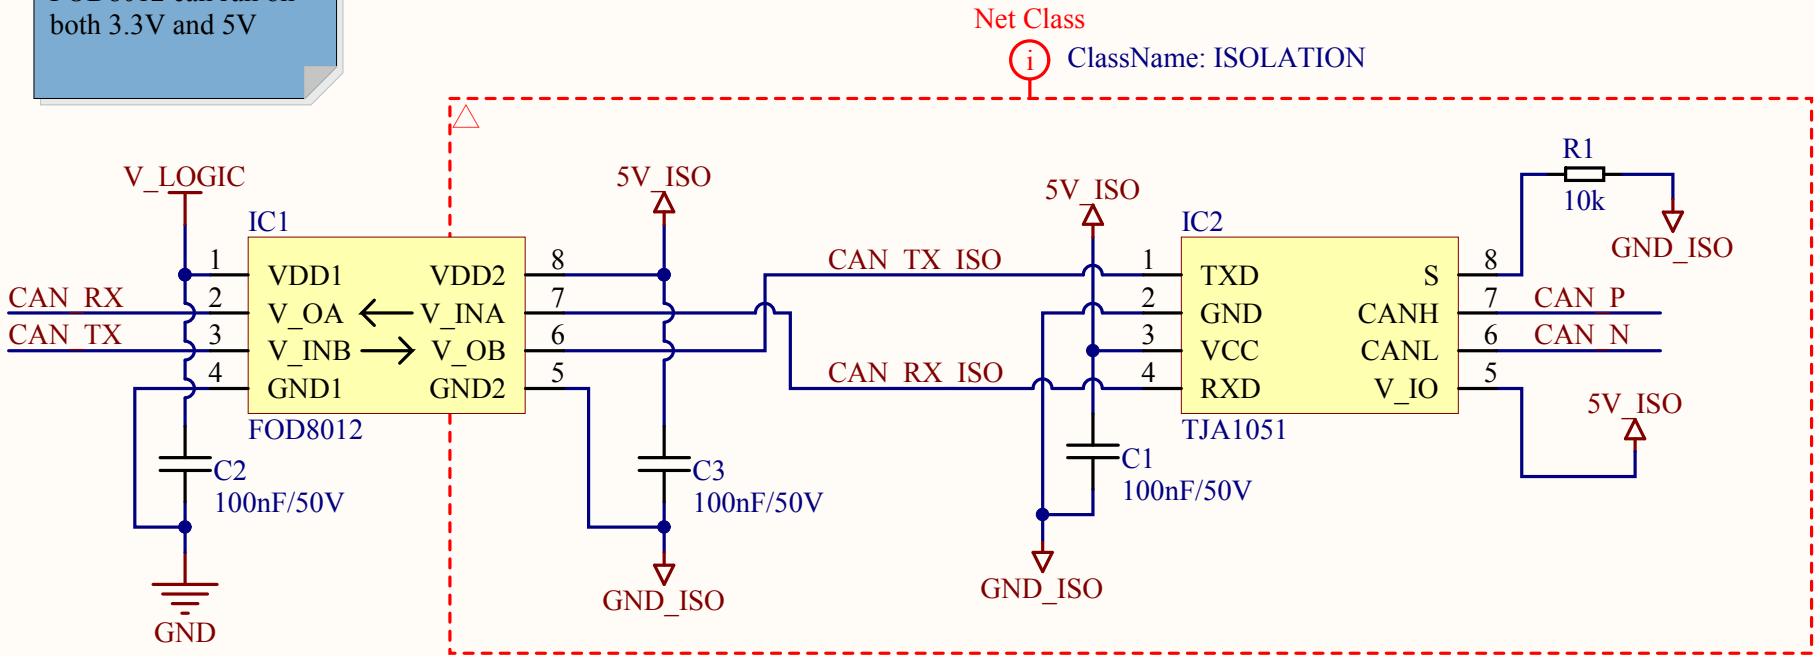 both 3.3V and 5V
Net Class
i
ClassName: ISOLATION
V_LOGIC
5V_ISO
5V_ISO
R1
10k
GND_ISO
IC1
1
2
3
4
VDD1
V_OA
V_INB
GND1
VDD2
V_INA
V_OB
GND2
8
7
6
5
FOD8012
CAN_RX
CAN_TX
CAN_TX_ISO
CAN_RX_ISO
IC2
1
2
3
4
TXD
GND
VCC
RXD
S
CANH
CANL
V_IO
8
7
6
5
TJA1051
CAN_P
CAN_N
5V_ISO
C2
100nF/50V
C3
100nF/50V
C1
100nF/50V
GND
GND_ISO
GND_ISO